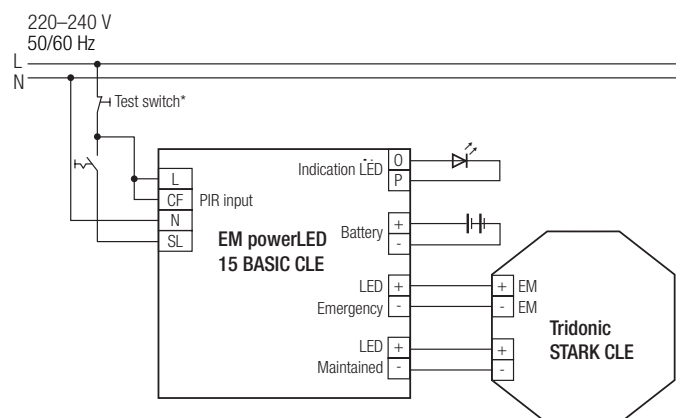 220–240 V
50/60 Hz
L
N
Test switch*
L
CF
PIR input
N
SL
EM powerLED
15 BASIC CLE
Indication LED
O
P
Battery
+
-
LED
+
Emergency
-
LED
+
Maintained
-
+
EM
-
EM
+
-
Tridonic
STARK CLE